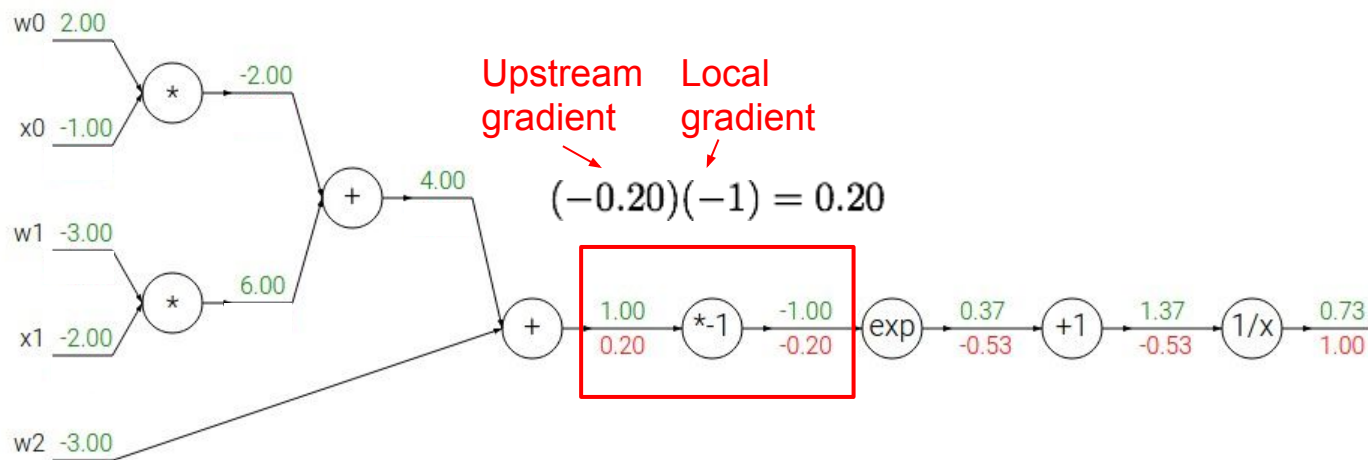 w0 2.00
*
-2.00
x0 -1.00
Upstream gradient
Local gradient
+
4.00
(−0.20)(−1) = 0.20
w1 -3.00
*
6.00
x1 -2.00
+
1.00
0.20
*-1
-1.00
-0.20
exp
0.37
-0.53
+1
1.37
-0.53
1/x
0.73
1.00
w2 -3.00